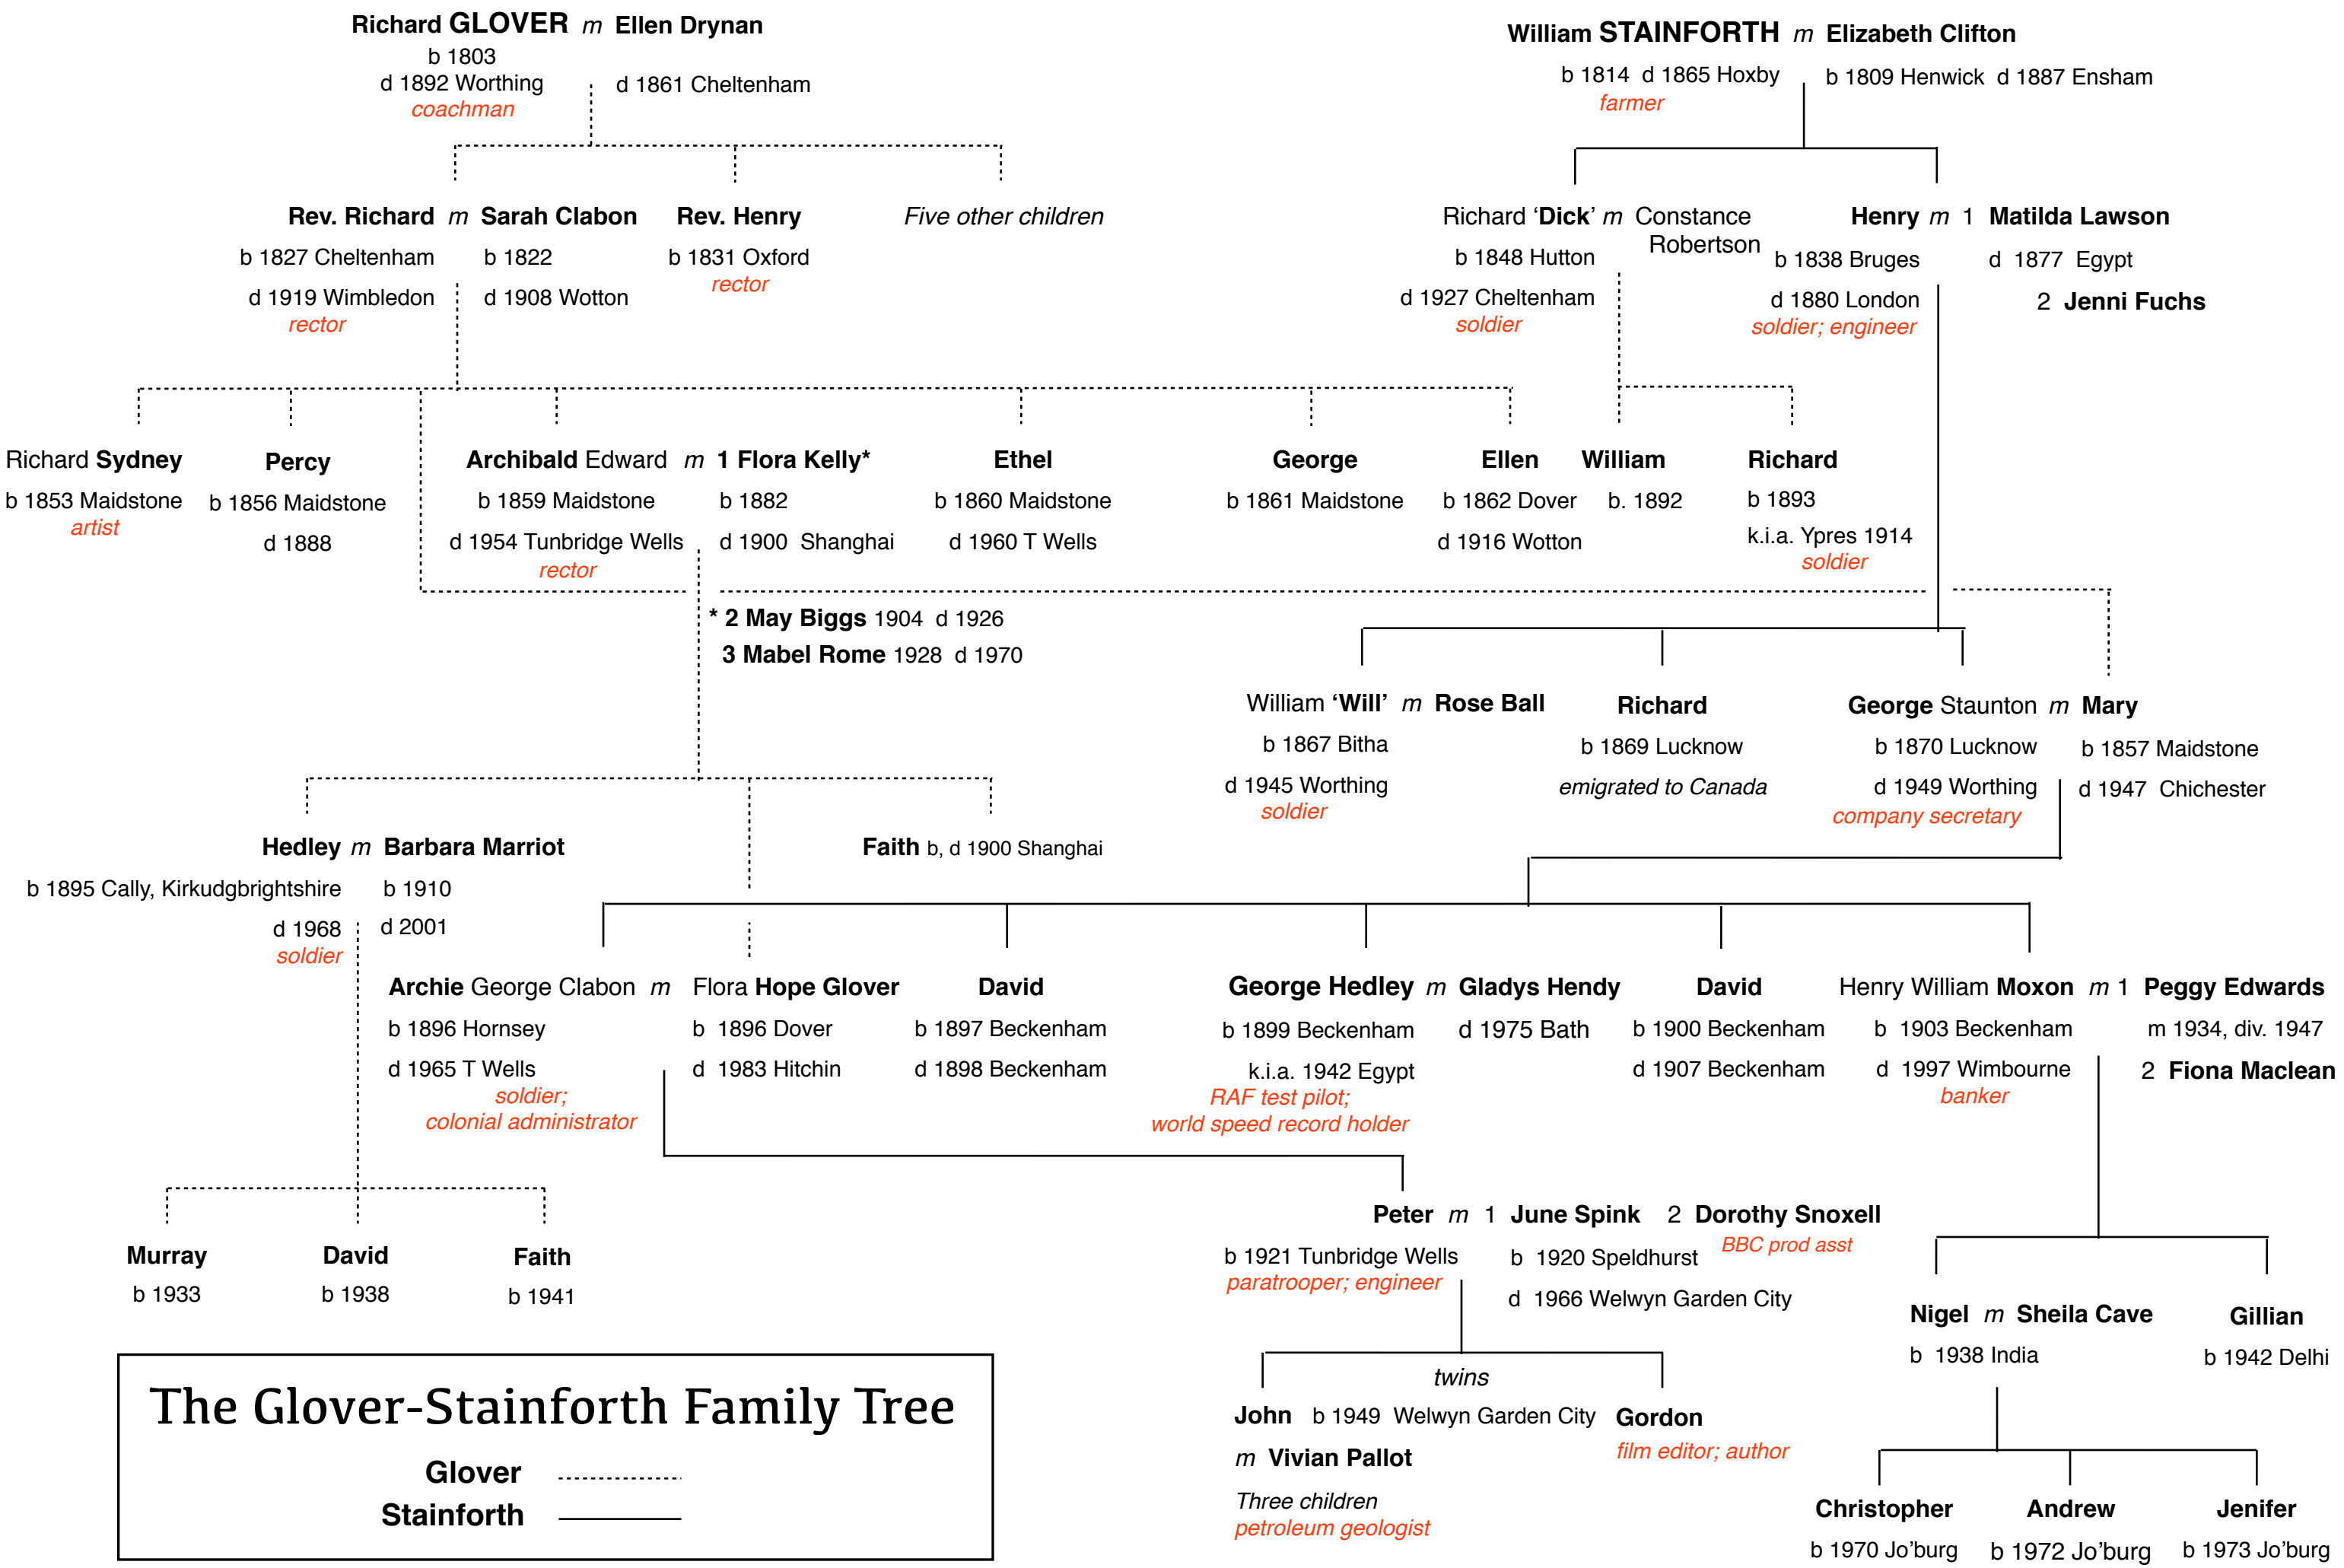 Richard GLOVER m Ellen Drynan
b 1803
d 1892 Worthing
d 1861 Cheltenham
coachman
William STAINFORTH m Elizabeth Clifton
b 1814 d 1865 Hoxby
b 1809 Henwick d 1887 Ensham
farmer
Rev. Richard m Sarah Clabon
b 1827 Cheltenham
b 1822
d 1919 Wimbledon
d 1908 Wotton
rector
Rev. Henry
b 1831 Oxford
rector
Five other children
Richard ‘Dick’ m Constance
Robertson
b 1848 Hutton
d 1927 Cheltenham
soldier
Henry m 1 Matilda Lawson
b 1838 Bruges
d 1877 Egypt
d 1880 London
2 Jenni Fuchs
soldier; engineer
Richard Sydney
b 1853 Maidstone
artist
Percy
b 1856 Maidstone
d 1888
Archibald Edward m 1 Flora Kelly*
b 1859 Maidstone
b 1882
d 1954 Tunbridge Wells
d 1900 Shanghai
rector
Ethel
b 1860 Maidstone
d 1960 T Wells
George
b 1861 Maidstone
Ellen
b 1862 Dover
d 1916 Wotton
William
b. 1892
Richard
b 1893
k.i.a. Ypres 1914
soldier
* 2 May Biggs 1904 d 1926
3 Mabel Rome 1928 d 1970
William ‘Will’ m Rose Ball
b 1867 Bitha
d 1945 Worthing
soldier
Richard
b 1869 Lucknow
emigrated to Canada
George Staunton m Mary
b 1870 Lucknow
b 1857 Maidstone
d 1949 Worthing
d 1947 Chichester
company secretary
Hedley m Barbara Marriot
b 1895 Cally, Kirkudgbrightshire
b 1910
d 1968
d 2001
soldier
Faith b, d 1900 Shanghai
Archie George Clabon m Flora Hope Glover
b 1896 Hornsey
b 1896 Dover
d 1965 T Wells
d 1983 Hitchin
soldier;
colonial administrator
David
b 1897 Beckenham
d 1898 Beckenham
George Hedley m Gladys Hendy
b 1899 Beckenham
d 1975 Bath
k.i.a. 1942 Egypt
RAF test pilot;
world speed record holder
David
b 1900 Beckenham
d 1907 Beckenham
Henry William Moxon m 1 Peggy Edwards
b 1903 Beckenham
m 1934, div. 1947
d 1997 Wimbourne
2 Fiona Maclean
banker
Murray
b 1933
David
b 1938
Faith
b 1941
Peter m 1 June Spink 2 Dorothy Snoxell
BBC prod asst
b 1921 Tunbridge Wells
b 1920 Speldhurst
paratrooper; engineer
d 1966 Welwyn Garden City
Nigel m Sheila Cave
b 1938 India
Gillian
b 1942 Delhi
twins
John b 1949 Welwyn Garden City Gordon
m Vivian Pallot
film editor; author
Three children
petroleum geologist
Christopher
b 1970 Jo’burg
Andrew
b 1972 Jo’burg
Jenifer
b 1973 Jo’burg
The Glover-Stainforth Family Tree
Glover
Stainforth